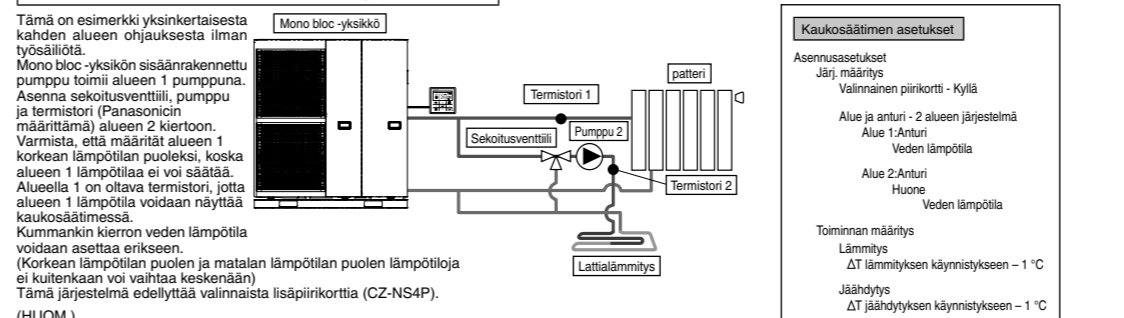 Tämä on esimerkki yksinkertaisesta
kahden alueen ohjauksesta ilman
työsäiliötä.
Mono bloc -yksikön sisäänrakennettu
pumppu toimii alueen 1 pumppuna.
Asenna sekoitusventtiili, pumppu
ja termistori (Panasonicin
määrittämä) alueen 2 kiertoon.
Varmista, että määrität alueen 1
korkean lämpötilan puoleksi, koska
alueen 1 lämpötilaa ei voi säätää.
Alueella 1 on oltava termistori, jotta
alueen 1 lämpötila voidaan näyttää
kaukosäätimessä.
Kummankin kierron veden lämpötila
voidaan asettaa erikseen.
(Korkean lämpötilan puolen ja matalan lämpötilan puolen lämpötiloja
ei kuitenkaan voi vaihtaa keskenään)
Tämä järjestelmä edellyttää valinnaista lisäpiirikorttia (CZ-NS4P).
(HUOM.)
Mono bloc -yksikkö
patteri
Termistori 1
Sekoitusventtiili
Pumppu 2
Termistori 2
Lattialämmitys
Kaukosäätimen asetukset
Asennusasetukset
Järj. määritys
Valinnainen piirikortti - Kyllä
Alue ja anturi - 2 alueen järjestelmä
Alue 1:Anturi
Veden lämpötila
Alue 2:Anturi
Huone
Veden lämpötila
Toiminnan määritys
Lämmitys
ΔT lämmityksen käynnistykseen – 1 °C
Jäähdytys
ΔT jäähdytyksen käynnistykseen – 1 °C